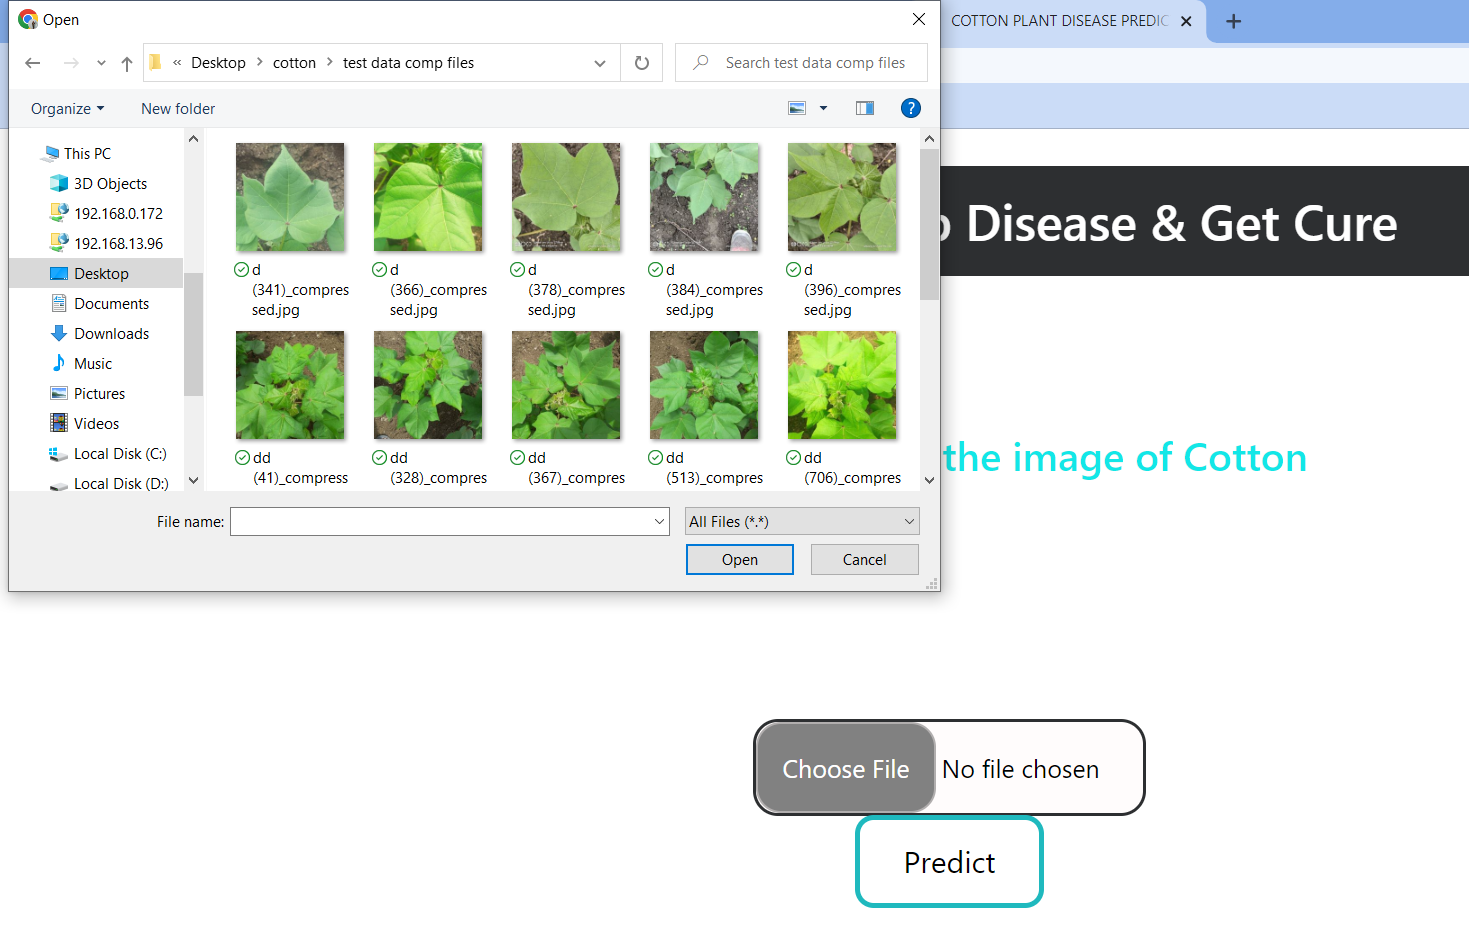 Open
COTTON PLANT DISEASE PREDIC
« Desktop > cotton > test data comp files
Search test data comp files
Organize
New folder
?
This PC
3D Objects
192.168.0.172
192.168.13.96
Desktop
Documents
Downloads
Music
Pictures
Videos
Local Disk (C:)
Local Disk (D:)
d
(341)_compres
sed.jpg
d
(366)_compres
sed.jpg
d
(378)_compres
sed.jpg
d
(384)_compres
sed.jpg
d
(396)_compres
sed.jpg
dd
(41)_compress
dd
(328)_compres
dd
(367)_compres
dd
(513)_compres
dd
(706)_compres
File name:
All Files (*.*)
Open
Cancel
Disease & Get Cure
the image of Cotton
Choose File
No file chosen
Predict